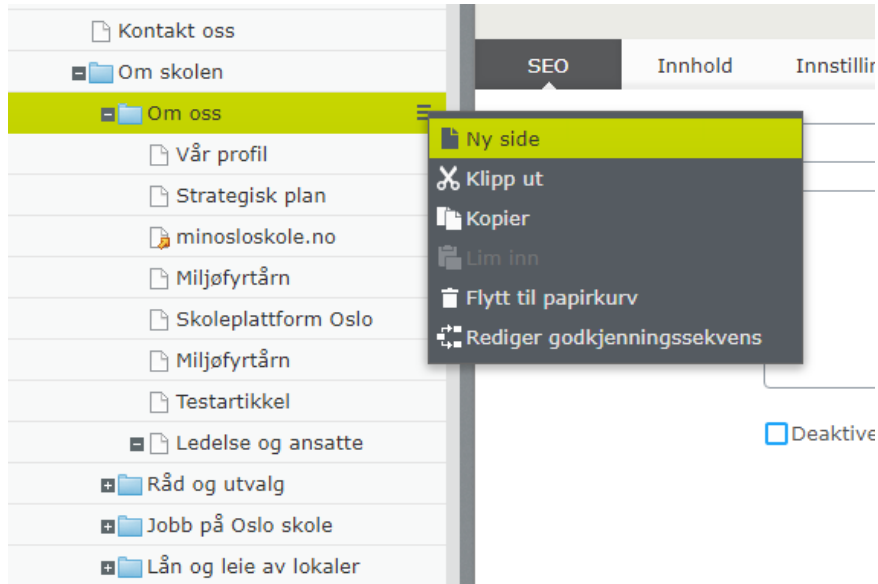 Kontakt oss
Om skolen
Om oss
Vår profil
Strategisk plan
minosloskole.no
Miljøfyrtårn
Skoleplattform Oslo
Miljøfyrtårn
Testartikkel
Ledelse og ansatte
Råd og utvalg
Jobb på Oslo skole
Lån og leie av lokaler
SEO Innhold Innstillin
Ny side
Klipp ut
Kopier
Lim inn
Flytt til papirkurv
Rediger godkjenningssekvens
Deaktive